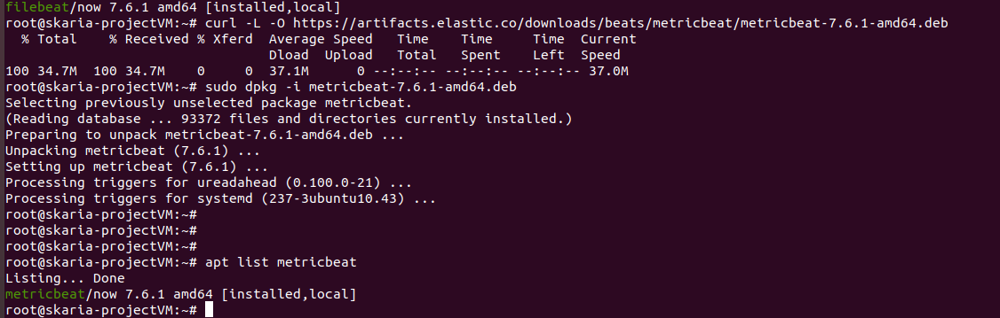 filebeat/now 7.6.1 amd64 [installed,local]
root@skaria-projectVM:~# curl -L -O https://artifacts.elastic.co/downloads/beats/metricbeat/metricbeat-7.6.1-amd64.deb
  % Total    % Received % Xferd  Average Speed   Time    Time     Time  Current
                                 Dload  Upload   Total   Spent    Left  Speed
100 34.7M  100 34.7M    0     0  37.1M      0 --:--:-- --:--:-- --:--:-- 37.0M
root@skaria-projectVM:~# sudo dpkg -i metricbeat-7.6.1-amd64.deb
Selecting previously unselected package metricbeat.
(Reading database ... 93372 files and directories currently installed.)
Preparing to unpack metricbeat-7.6.1-amd64.deb ...
Unpacking metricbeat (7.6.1) ...
Setting up metricbeat (7.6.1) ...
Processing triggers for ureadahead (0.100.0-21) ...
Processing triggers for systemd (237-3ubuntu10.43) ...
root@skaria-projectVM:~#
root@skaria-projectVM:~#
root@skaria-projectVM:~#
root@skaria-projectVM:~# apt list metricbeat
Listing... Done
metricbeat/now 7.6.1 amd64 [installed,local]
root@skaria-projectVM:~#